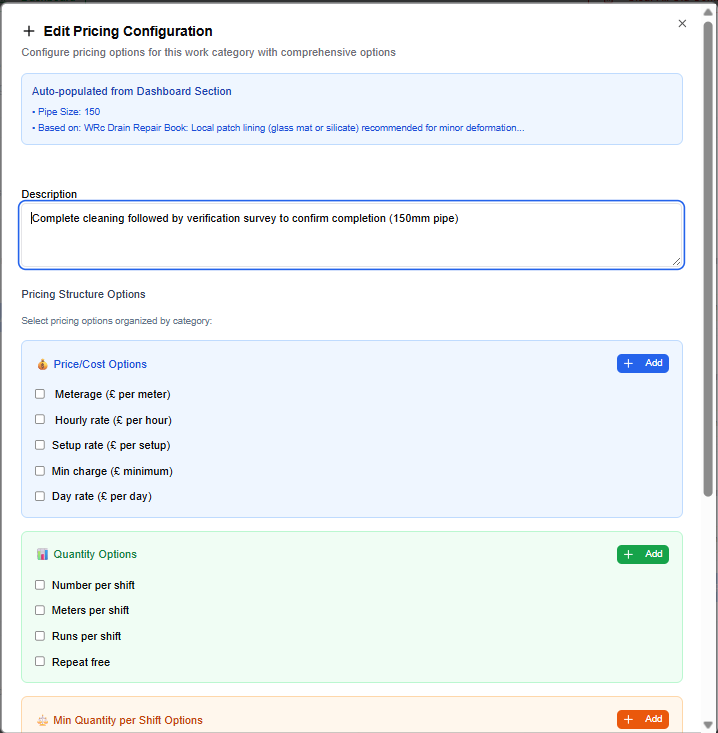 Edit Pricing Configuration
Configure pricing options for this work category with comprehensive options
Auto-populated from Dashboard Section
• Pipe Size: 150
• Based on: WRc Drain Repair Book: Local patch lining (glass mat or silicate) recommended for minor deformation...
Description
Complete cleaning followed by verification survey to confirm completion (150mm pipe)
Pricing Structure Options
Select pricing options organized by category:
Price/Cost Options
Add
Meterage (£ per meter)
Hourly rate (£ per hour)
Setup rate (£ per setup)
Min charge (£ minimum)
Day rate (£ per day)
Quantity Options
Add
Number per shift
Meters per shift
Runs per shift
Repeat free
Min Quantity per Shift Options
Add